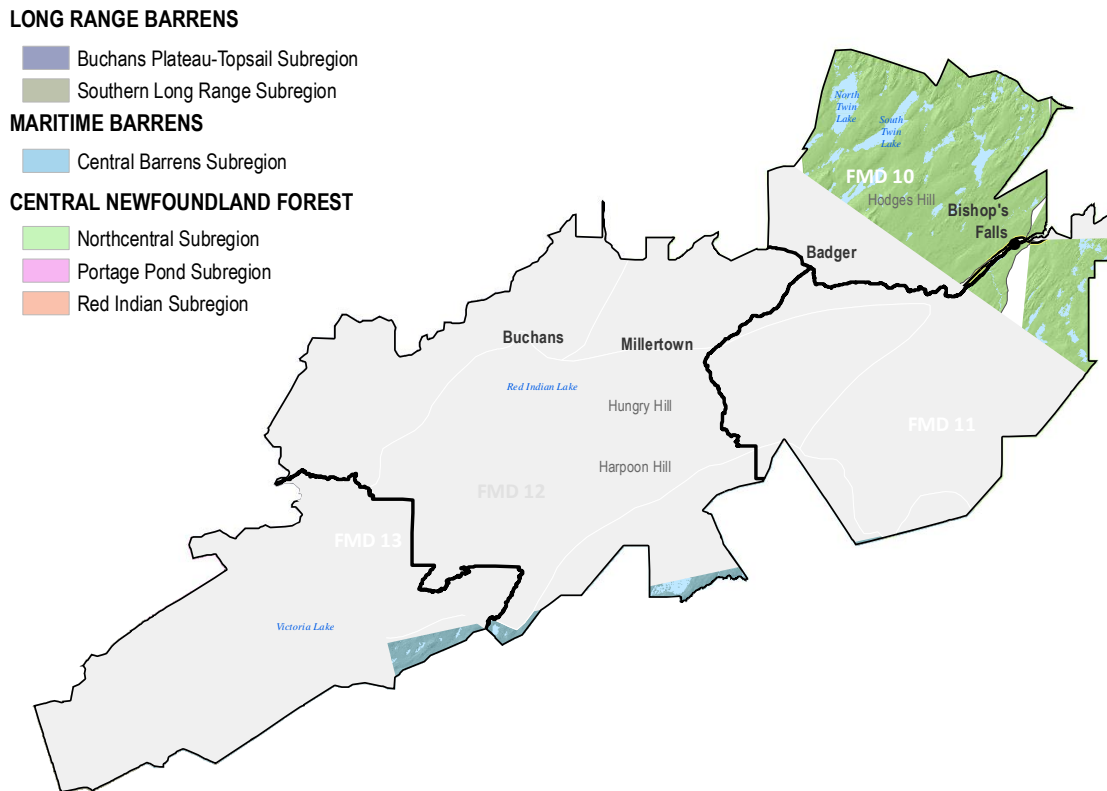 LONG RANGE BARRENS
Buchans Plateau-Topsail Subregion
Southern Long Range Subregion
MARITIME BARRENS
Central Barrens Subregion
CENTRAL NEWFOUNDLAND FOREST
Northcentral Subregion
Portage Pond Subregion
Red Indian Subregion
North
Twin
Lake
South
Twin
Lake
FMD 10
Hodges Hill
Bishop's
Falls
Badger
Buchans
Millertown
Red Indian Lake
Hungry Hill
FMD 11
Harpoon Hill
FMD 12
FMD 13
Victoria Lake